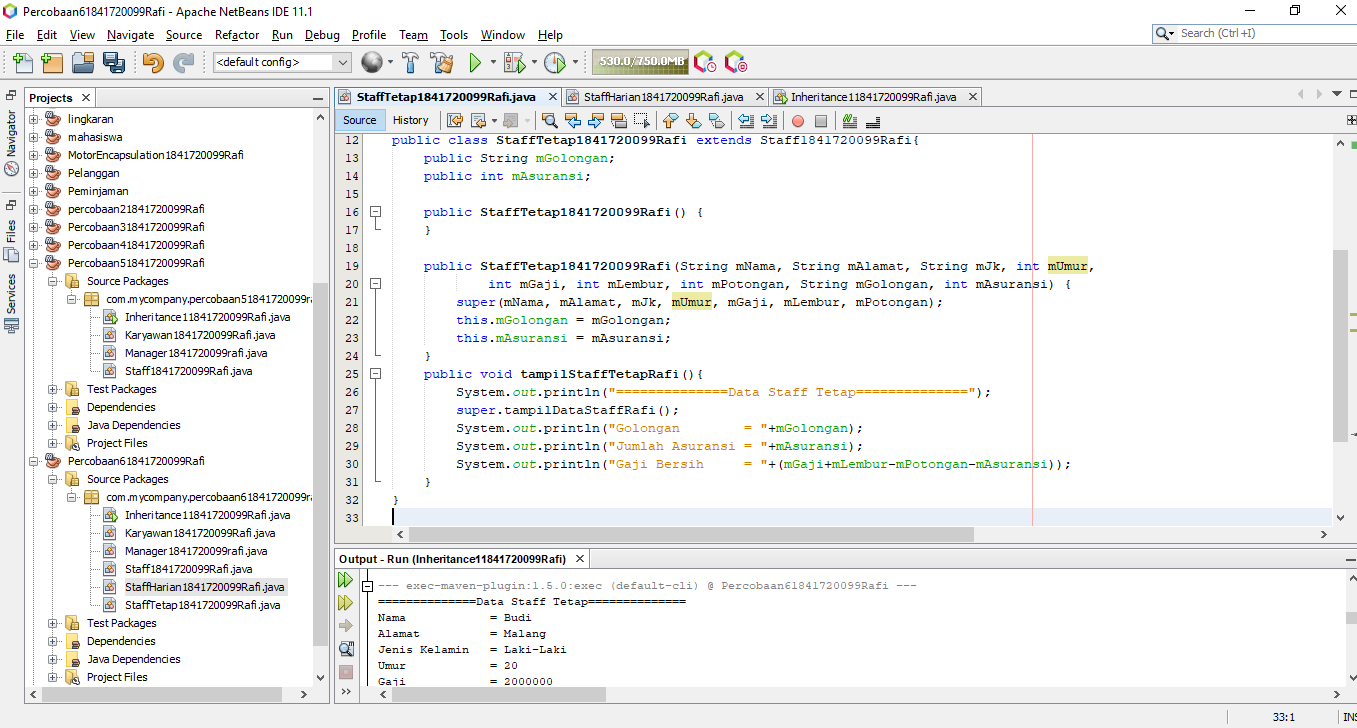 Percobaan61841720099Rafi - Apache NetBeans IDE 11.1
File Edit View Navigate Source Refactor Run Debug Profile Team Tools Window Help
Search (Ctrl+I)
<default config>
530.0/750.0MB
Projects
Navigator
Files
Services
lingkaran
mahasiswa
MotorEncapsulation1841720099Rafi
Pelanggan
Peminjaman
percobaan21841720099Rafi
Percobaan31841720099Rafi
Percobaan41841720099Rafi
Percobaan51841720099Rafi
Source Packages
com.mycompany.percobaan51841720099r
Inheritance11841720099Rafi.java
Karyawan1841720099Rafi.java
Manager1841720099rafi.java
Staff1841720099Rafi.java
Test Packages
Dependencies
Java Dependencies
Project Files
Percobaan61841720099Rafi
Source Packages
com.mycompany.percobaan61841720099r
Inheritance11841720099Rafi.java
Karyawan1841720099Rafi.java
Manager1841720099rafi.java
Staff1841720099Rafi.java
StaffHarian1841720099Rafi.java
StaffTetap1841720099Rafi.java
Test Packages
Dependencies
Java Dependencies
Project Files
StaffTetap1841720099Rafi.java StaffHarian1841720099Rafi.java Inheritance11841720099Rafi.java
Source History
12 public class StaffTetap1841720099Rafi extends Staff1841720099Rafi{
13 public String mGolongan;
14 public int mAsuransi;
15
16 public StaffTetap1841720099Rafi() {
17 }
18
19 public StaffTetap1841720099Rafi(String mNama, String mAlamat, String mJk, int mUmur,
20 int mGaji, int mLembur, int mPotongan, String mGolongan, int mAsuransi) {
21 super(mNama, mAlamat, mJk, mUmur, mGaji, mLembur, mPotongan);
22 this.mGolongan = mGolongan;
23 this.mAsuransi = mAsuransi;
24 }
25 public void tampilStaffTetapRafi(){
26 System.out.println("==============Data Staff Tetap==============");
27 super.tampilDataStaffRafi();
28 System.out.println("Golongan        = "+mGolongan);
29 System.out.println("Jumlah Asuransi = "+mAsuransi);
30 System.out.println("Gaji Bersih     = "+(mGaji+mLembur-mPotongan-mAsuransi));
31 }
32 }
33
Output - Run (Inheritance11841720099Rafi)
--- exec-maven-plugin:1.5.0:exec (default-cli) @ Percobaan61841720099Rafi ---
==============Data Staff Tetap==============
Nama = Budi
Alamat = Malang
Jenis Kelamin = Laki-Laki
Umur = 20
Gaji = 2000000
33:1 INS